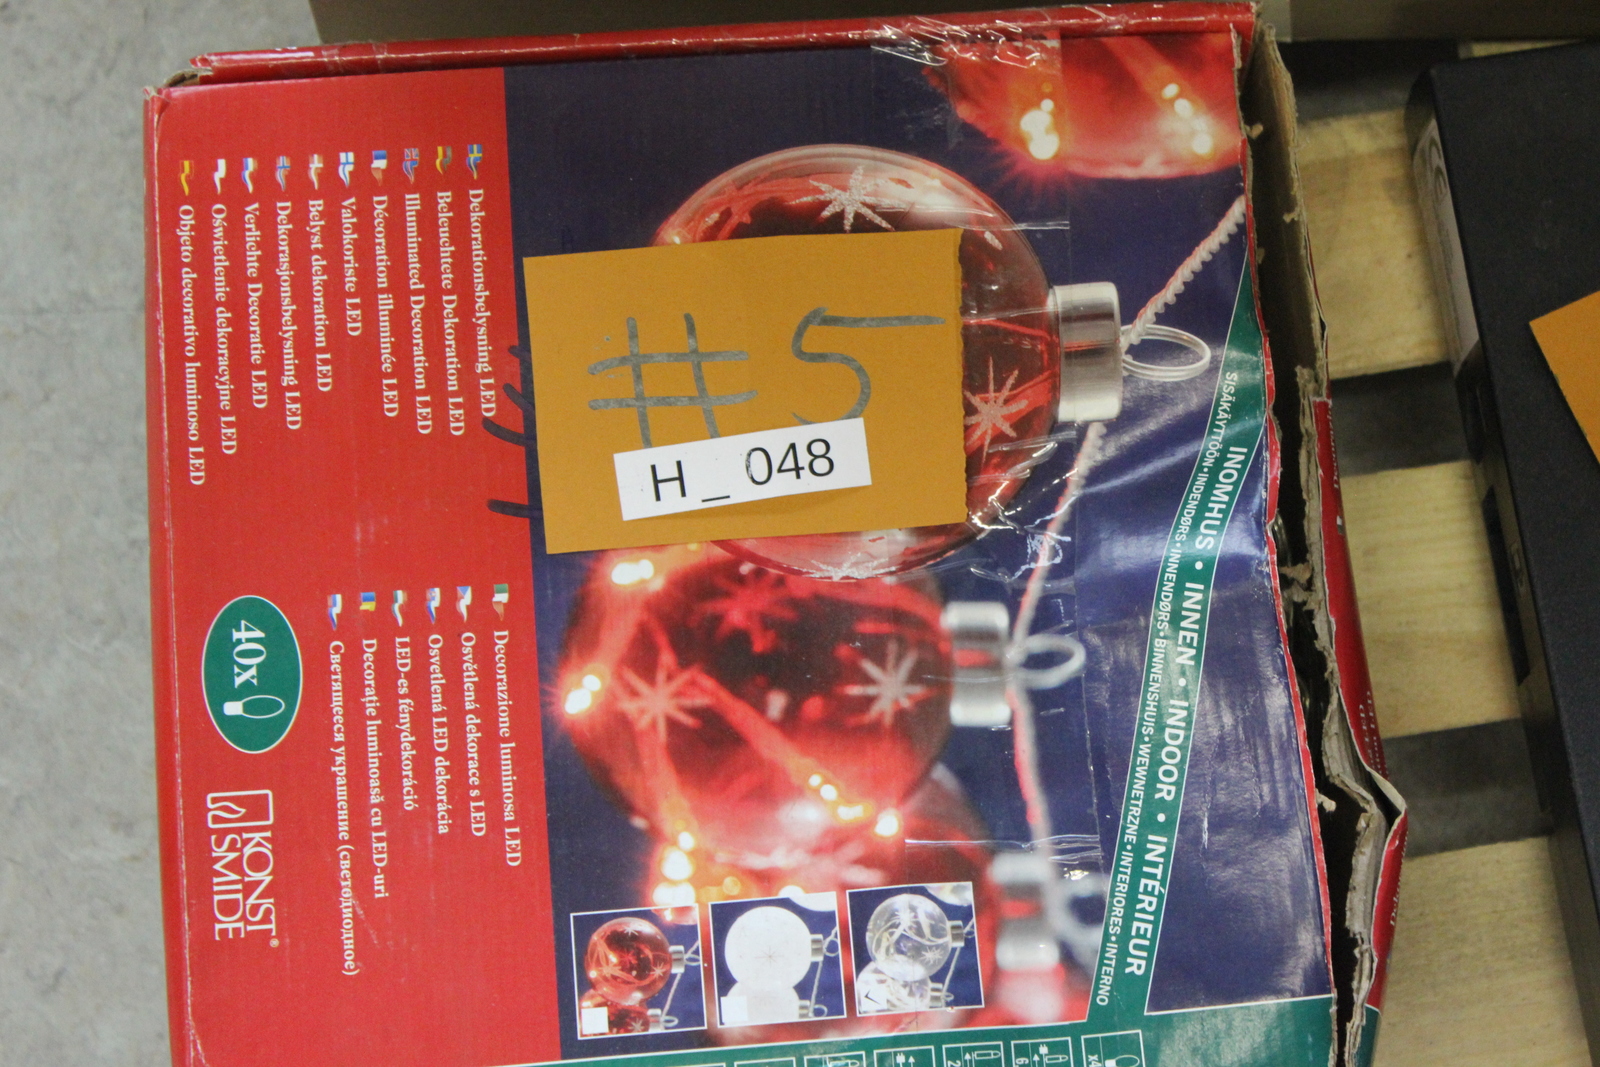 #5
H_048
Dekorationsbelysning LED
Beleuchtete Dekoration LED
Illuminated Decoration LED
Décoration illuminée LED
Valokoriste LED
Belyst dekoration LED
Dekorasjonsbelysning LED
Verlichte Decoratie LED
Oświetlenie dekoracyjne LED
Objeto decorativo luminoso LED
Decorazione luminosa LED
Osvětlená dekorace s LED
Osvetlená LED dekorácia
LED-es fénydekoráció
Decorație luminoasă cu LED-uri
Светящееся украшение (светодиодное)
40x
KONST
SMIDE®
INOMHUS • INNEN • INDOOR • INTÉRIEUR
SISÄKÄYTTÖÖN • INDENDØRS • INNENDØRS • BINNENSHUIS • WEWNETRZNE • INTERIORES • INTERNO